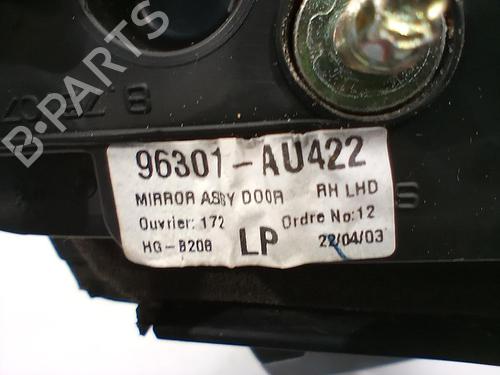 B-PARTS
96301-AU422
MIRROR ASSY DOOR RH LHD
Ouvrier: 172 Ordre No: 12
HG-B208 LP 22/04/03